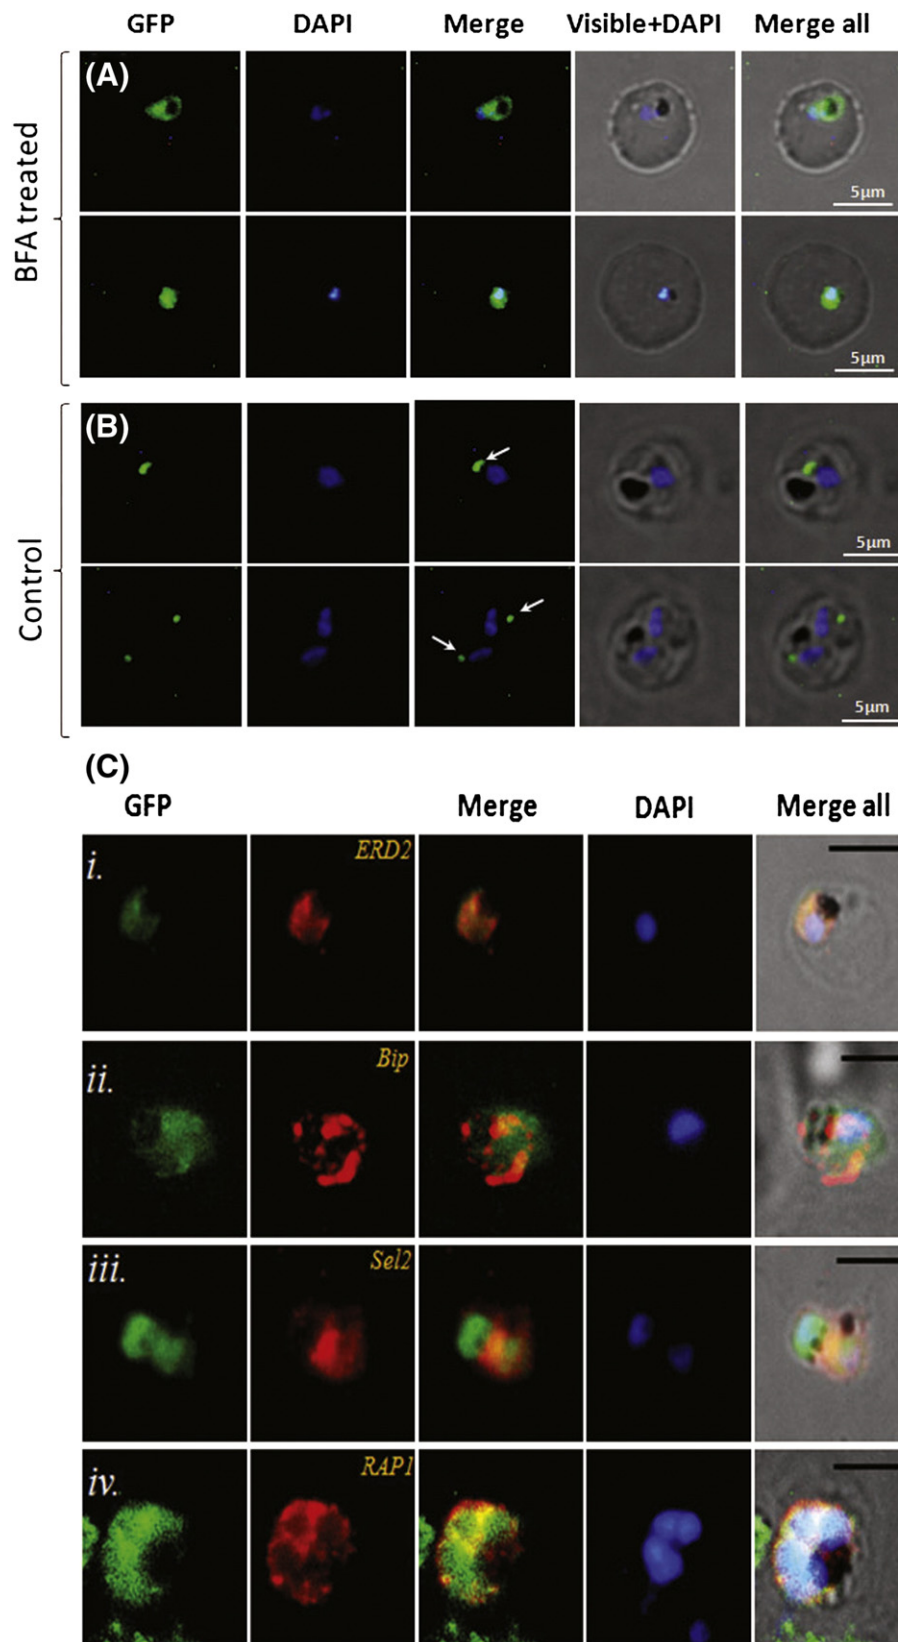 GFP DAPI Merge Visible+DAPI Merge all
(A)
BFA treated
5µm
5µm
(B)
Control
5µm
5µm
(C)
GFP Merge DAPI Merge all
i. ERD2
ii. Bip
iii. Sel2
iv. RAP1